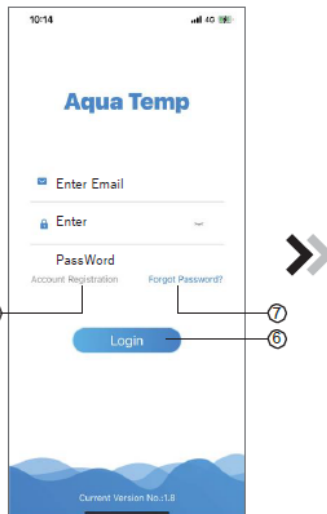 10:14
4G
Aqua Temp
Enter Email
Enter
PassWord
Account Registration
Forgot Password?
⑦
Login
⑥
Current Version No.:1.8